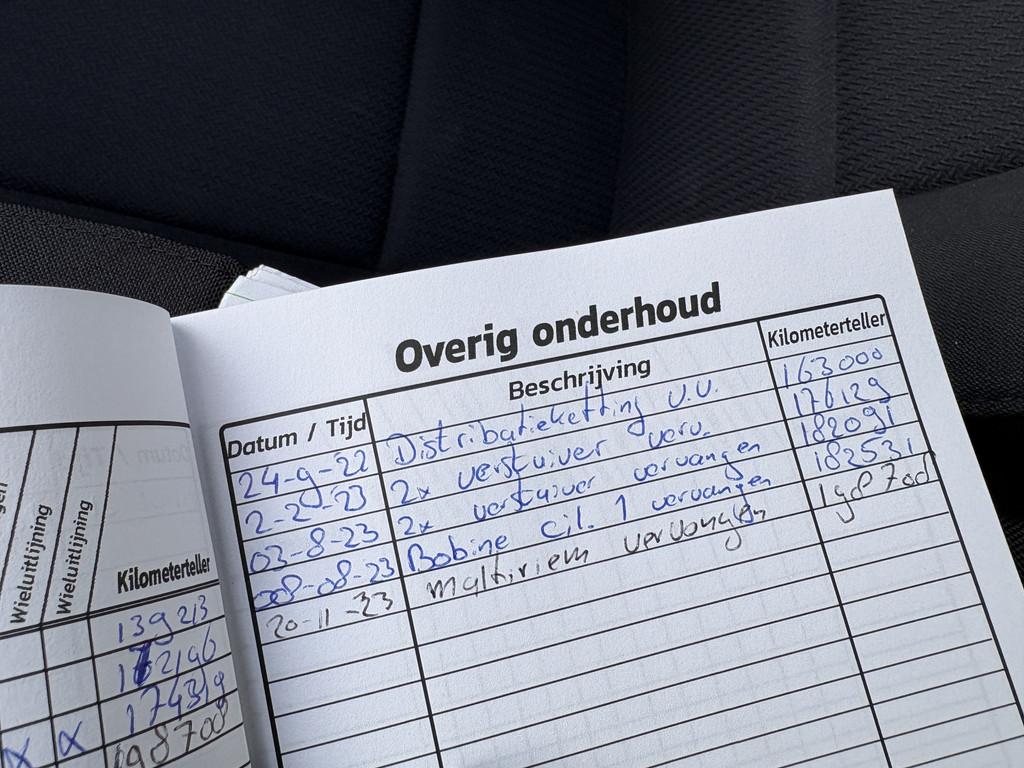 Overig onderhoud
Datum / Tijd Beschrijving Kilometerteller
24-9-22 Distributieketting V.V. 163000
2-2-23 2x verstuiver verv. 176129
03-8-23 2x verstuiver vervangen 182091
08-08-23 Bobine cil. 1 vervangen 182531
20-11-23 multiriem vervangen 198700
Wieluitlijning Wieluitlijning Kilometerteller
139213
174319
x x 198700